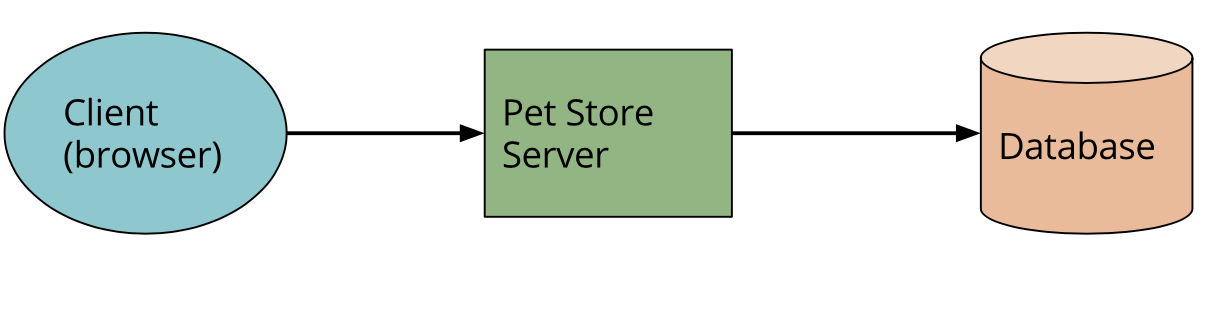 Client
(browser)
Pet Store
Server
Database